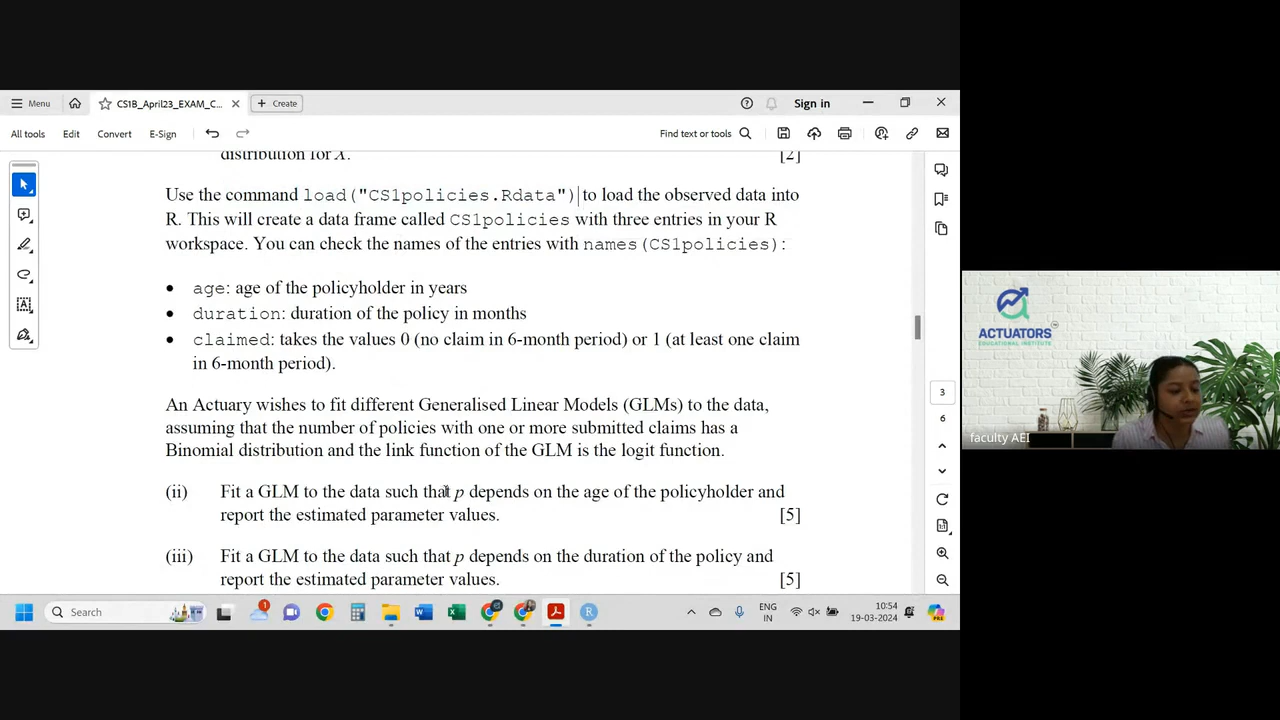 Menu
CS1B_April23_EXAM_C...
Create
Sign in
All tools
Edit
Convert
E-Sign
Find text or tools
distribution for X.
[2]
Use the command load("CS1policies.Rdata") to load the observed data into
R. This will create a data frame called CS1policies with three entries in your R
workspace. You can check the names of the entries with names(CS1policies):
• age: age of the policyholder in years
• duration: duration of the policy in months
• claimed: takes the values 0 (no claim in 6-month period) or 1 (at least one claim
in 6-month period).
An Actuary wishes to fit different Generalised Linear Models (GLMs) to the data,
assuming that the number of policies with one or more submitted claims has a
Binomial distribution and the link function of the GLM is the logit function.
(ii) Fit a GLM to the data such that p depends on the age of the policyholder and
report the estimated parameter values. [5]
(iii) Fit a GLM to the data such that p depends on the duration of the policy and
report the estimated parameter values. [5]
3
6
ACTUATORS
EDUCATIONAL INSTITUTE
faculty AEI
Search
1
ENG
IN
10:54
19-03-2024